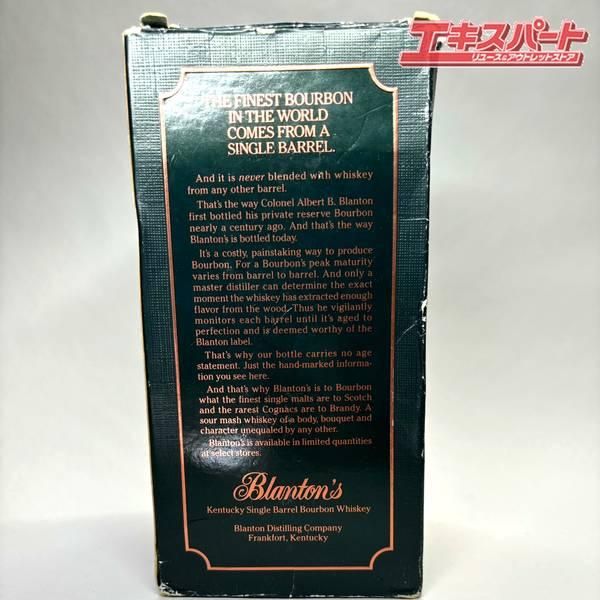 エキスパート
リユース&アウトレットストア
THE FINEST BOURBON
IN THE WORLD
COMES FROM A
SINGLE BARREL.
And it is never blended with whiskey
from any other barrel.
That's the way Colonel Albert B. Blanton
first bottled his private reserve Bourbon
nearly a century ago. And that's the way
Blanton's is bottled today.
It's a costly, painstaking way to produce
Bourbon. For a Bourbon's peak maturity
varies from barrel to barrel. And only a
master distiller can determine the exact
moment the whiskey has extracted enough
flavor from the wood. Thus he vigilantly
monitors each barrel until it's aged to
perfection and is deemed worthy of the
Blanton label.
That's why our bottle carries no age
statement. Just the hand-marked informa-
tion you see here.
And that's why Blanton's is to Bourbon
what the finest single malts are to Scotch
and the rarest Cognacs are to Brandy. A
sour mash whiskey of a body, bouquet and
character unequaled by any other.
Blanton's is available in limited quantities
at select stores.
Blanton's
Kentucky Single Barrel Bourbon Whiskey
Blanton Distilling Company
Frankfort, Kentucky